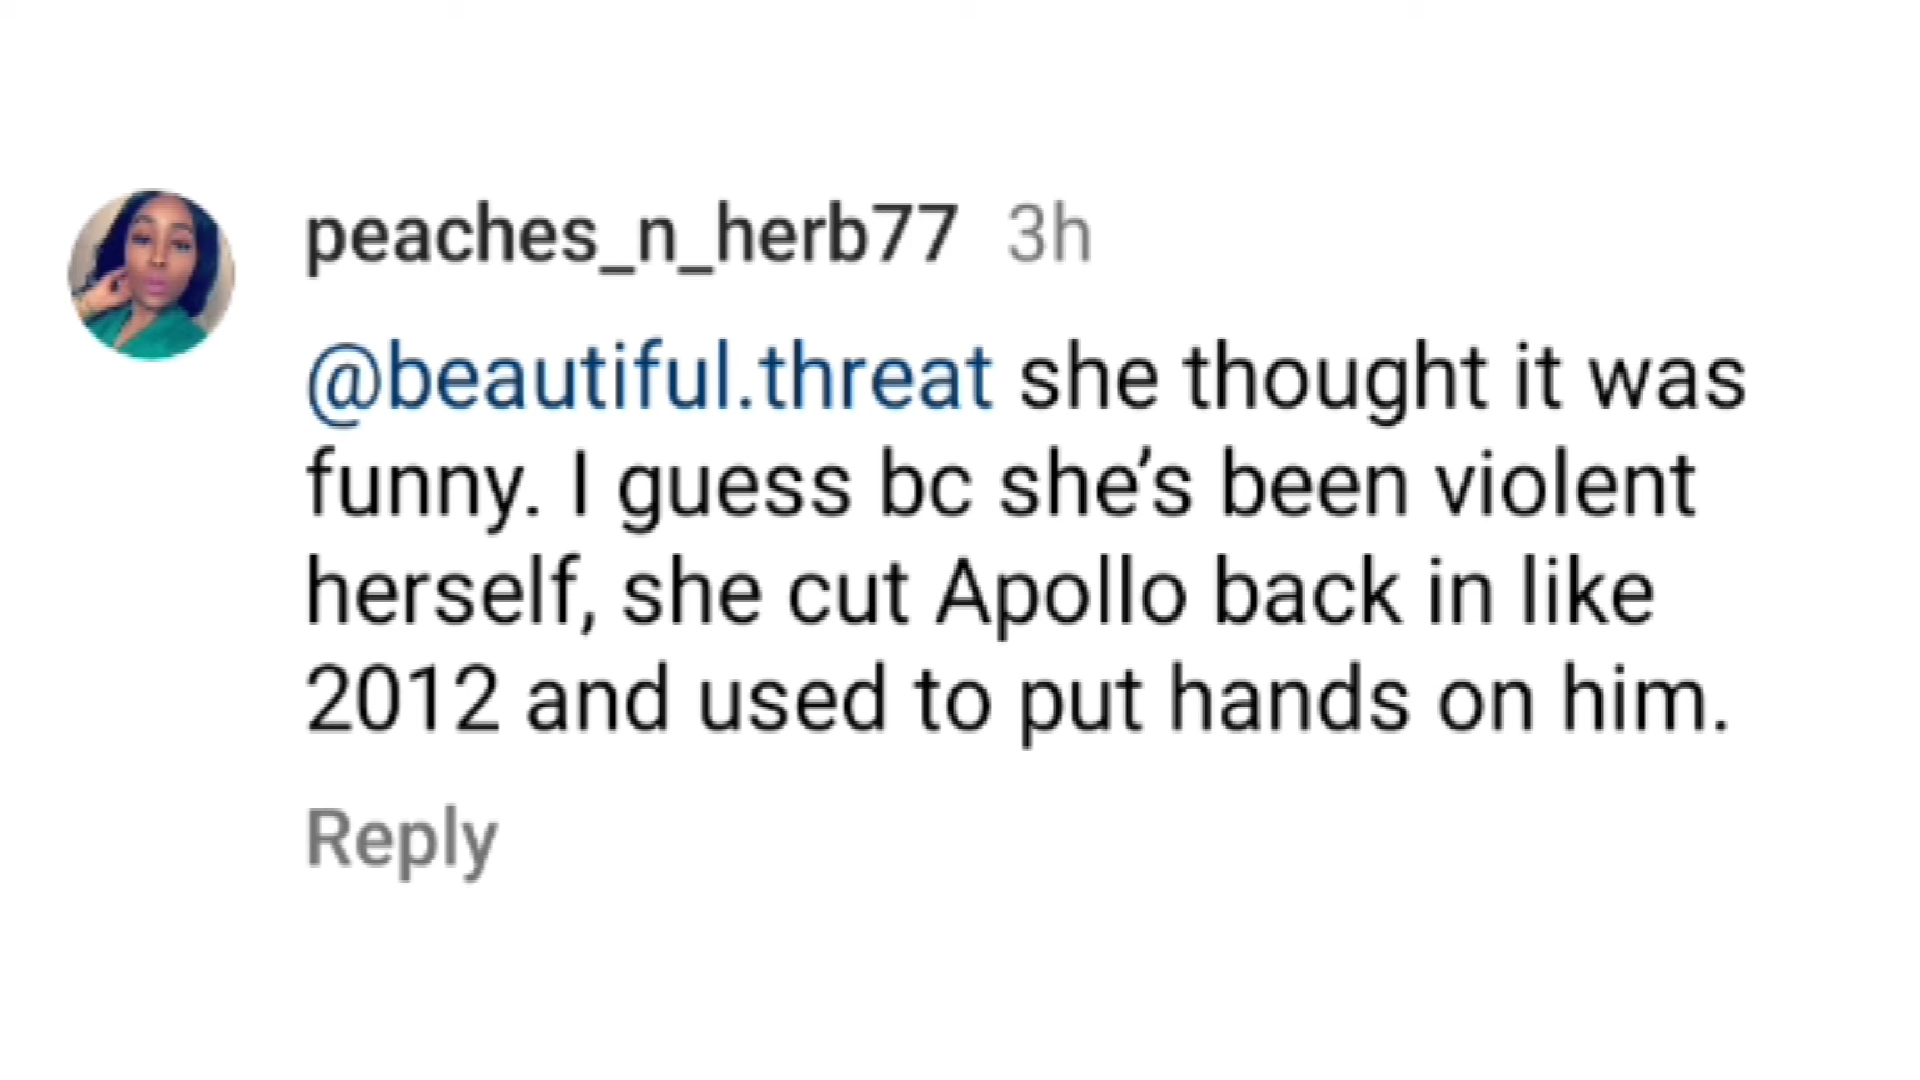 peaches_n_herb77 3h
@beautiful.threat she thought it was
funny. I guess bc she’s been violent
herself, she cut Apollo back in like
2012 and used to put hands on him.
Reply